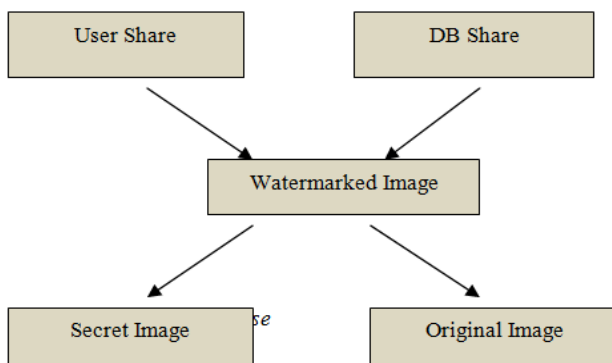 User Share
DB Share
Watermarked Image
Secret Image
Original Image